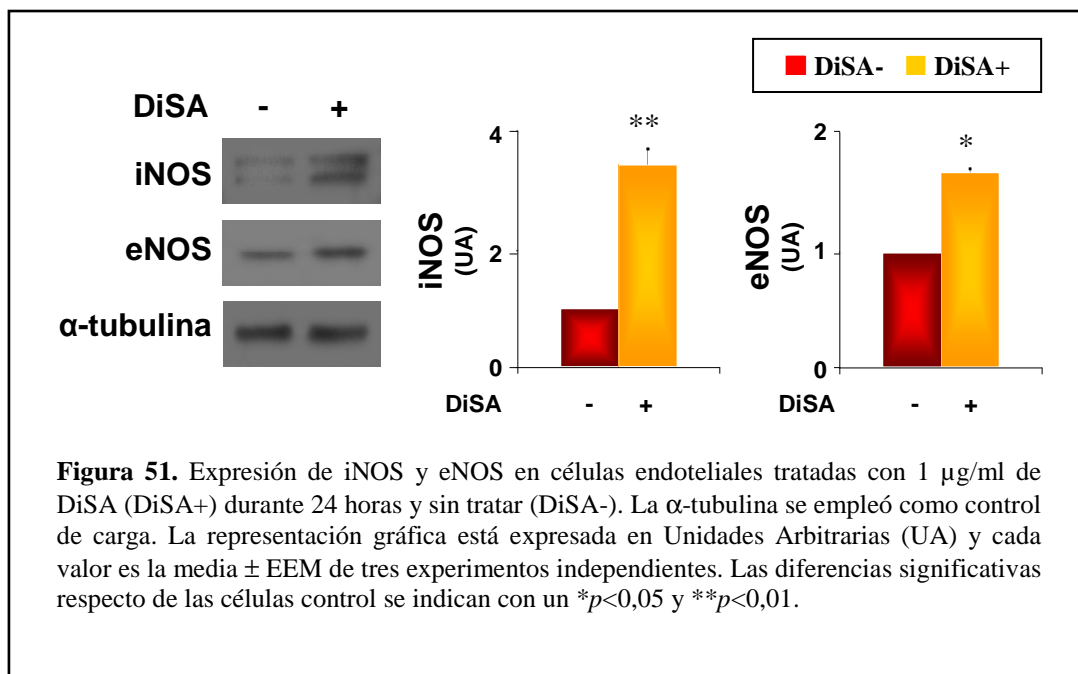 DiSA- DiSA+
DiSA - +
iNOS
eNOS
α-tubulina
4
2
0
iNOS
(UA)
**
DiSA - +
2
1
0
eNOS
(UA)
*
DiSA - +
Figura 51. Expresión de iNOS y eNOS en células endoteliales tratadas con 1 µg/ml de
DiSA (DiSA+) durante 24 horas y sin tratar (DiSA-). La α-tubulina se empleó como control
de carga. La representación gráfica está expresada en Unidades Arbitrarias (UA) y cada
valor es la media ± EEM de tres experimentos independientes. Las diferencias significativas
respecto de las células control se indican con un *p<0,05 y **p<0,01.